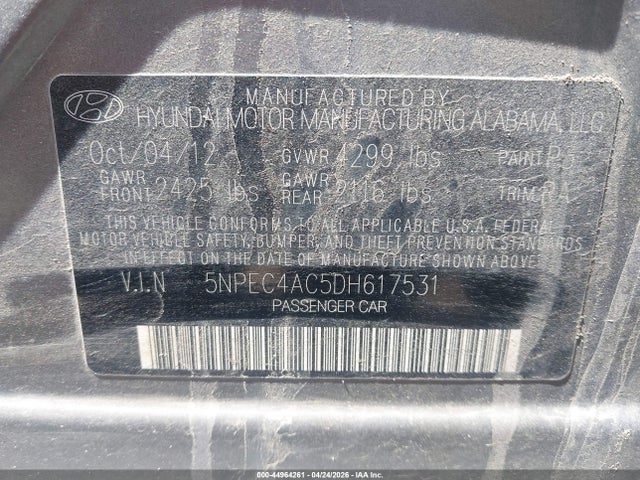 MANUFACTURED BY
HYUNDAI MOTOR MANUFACTURING ALABAMA, LLC
Oct/04/12 GVWR 4299 lbs PAINT
GAWR FRONT 2425 lbs GAWR REAR 2116 lbs TRIM
THIS VEHICLE CONFORMS TO ALL APPLICABLE U.S.A. FEDERAL
MOTOR VEHICLE SAFETY, BUMPER, AND THEFT PREVENTION STANDARDS
IN EFFECT ON THE DATE OF MANUFACTURE SHOWN ABOVE.
V.I.N 5NPEC4AC5DH617531
PASSENGER CAR
000-44964261 - 04/24/2026 - IAA Inc.